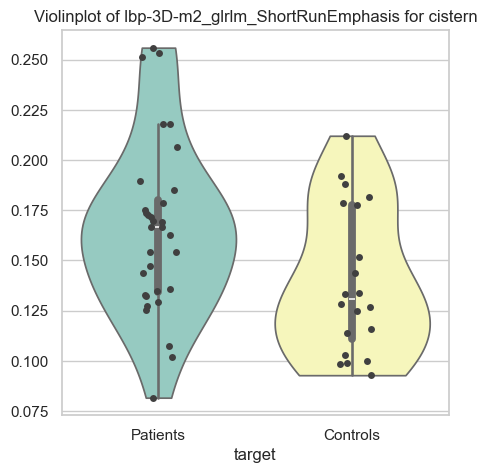 Violinplot of lbp-3D-m2_glrlm_ShortRunEmphasis for cistern
0.250
0.225
0.200
0.175
0.150
0.125
0.100
0.075
Patients
Controls
target